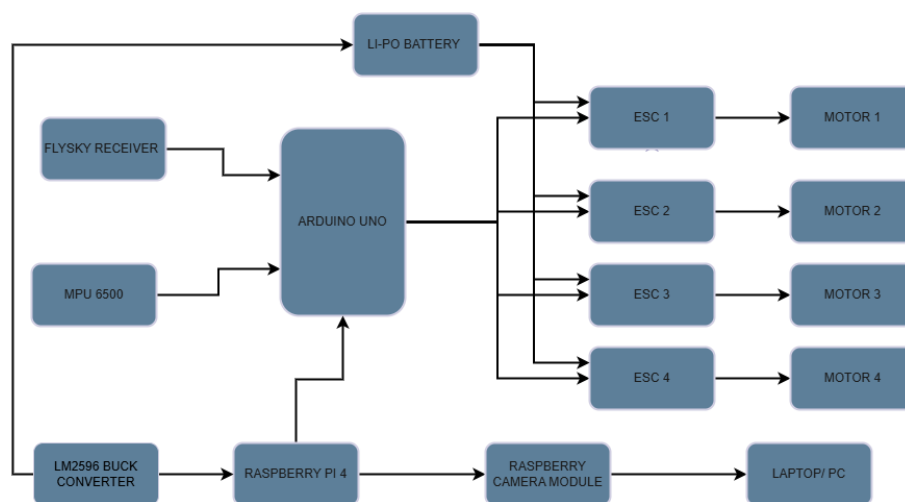 LI-PO BATTERY
ESC 1
MOTOR 1
FLYSKY RECEIVER
ARDUINO UNO
ESC 2
MOTOR 2
MPU 6500
ESC 3
MOTOR 3
ESC 4
MOTOR 4
LM2596 BUCK
CONVERTER
RASPBERRY PI 4
RASPBERRY
CAMERA MODULE
LAPTOP/ PC